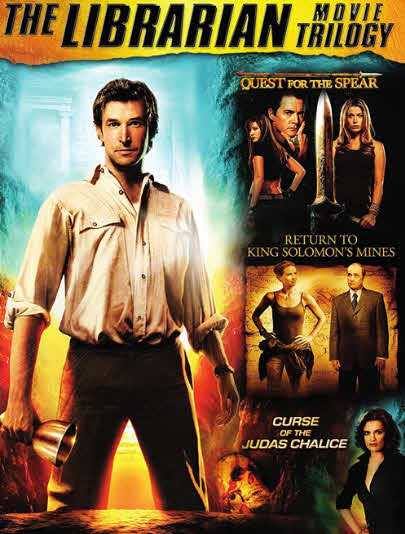 THE LIBRARIAN MOVIE TRILOGY
QUEST FOR THE SPEAR
RETURN TO
KING SOLOMON'S MINES
CURSE
OF THE
JUDAS CHALICE